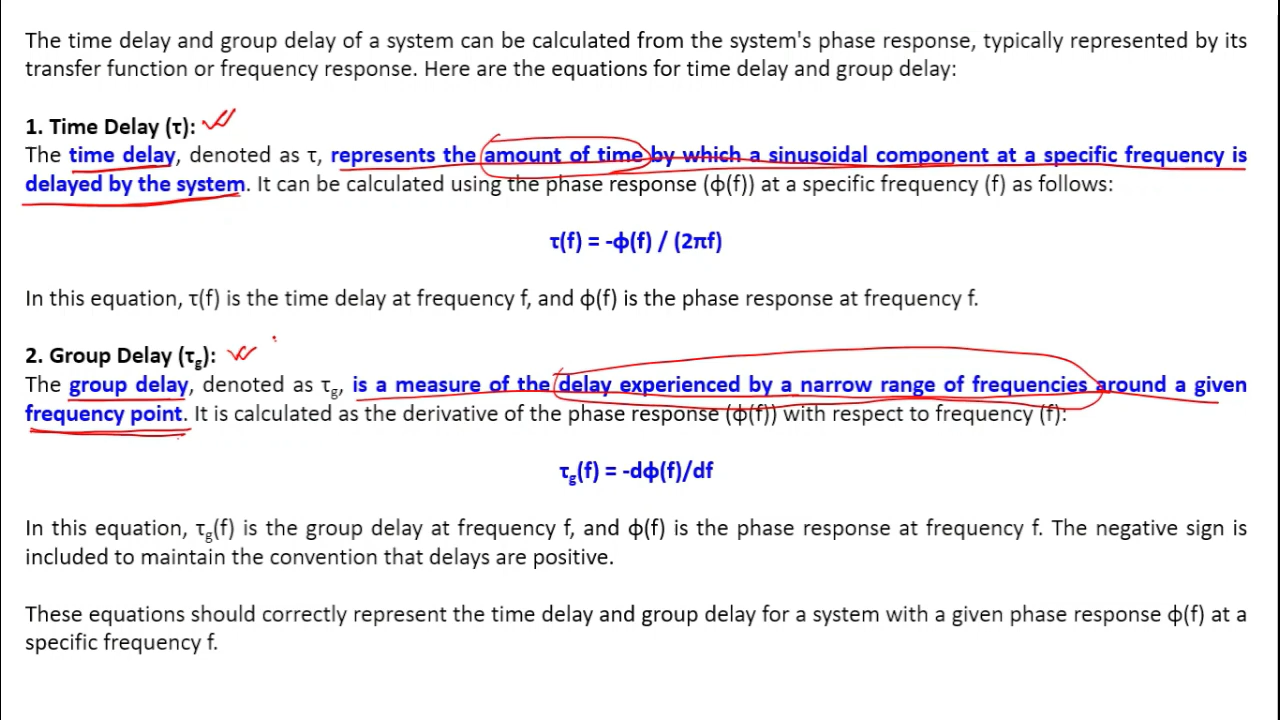 The time delay and group delay of a system can be calculated from the system's phase response, typically represented by its
transfer function or frequency response. Here are the equations for time delay and group delay:
1. Time Delay (τ):
The time delay, denoted as τ, represents the amount of time by which a sinusoidal component at a specific frequency is
delayed by the system. It can be calculated using the phase response (ϕ(f)) at a specific frequency (f) as follows:
τ(f) = -ϕ(f) / (2πf)
In this equation, τ(f) is the time delay at frequency f, and ϕ(f) is the phase response at frequency f.
2. Group Delay (τg):
The group delay, denoted as τg, is a measure of the delay experienced by a narrow range of frequencies around a given
frequency point. It is calculated as the derivative of the phase response (ϕ(f)) with respect to frequency (f):
τg(f) = -dϕ(f)/df
In this equation, τg(f) is the group delay at frequency f, and ϕ(f) is the phase response at frequency f. The negative sign is
included to maintain the convention that delays are positive.
These equations should correctly represent the time delay and group delay for a system with a given phase response ϕ(f) at a
specific frequency f.